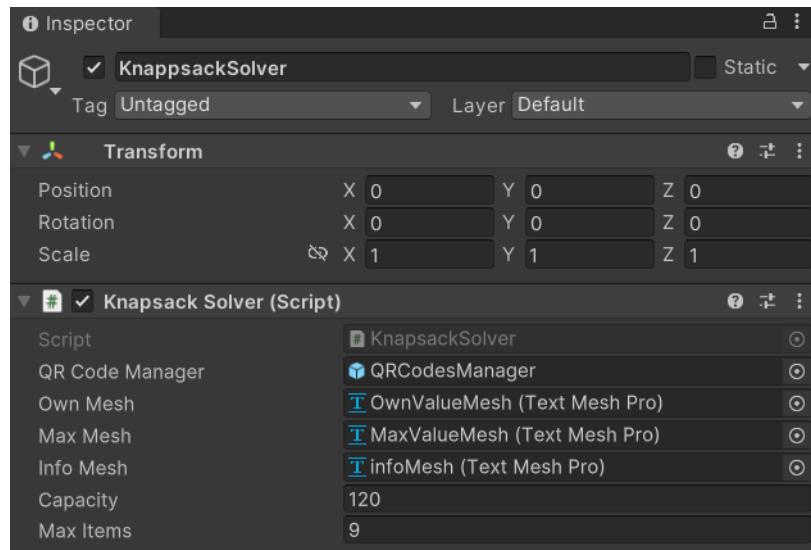 Inspector
KnappsackSolver
Static
Tag Untagged Layer Default
Transform
Position X 0 Y 0 Z 0
Rotation X 0 Y 0 Z 0
Scale X 1 Y 1 Z 1
# Knapsack Solver (Script)
Script # KnapsackSolver
QR Code Manager QRCodesManager
Own Mesh T OwnValueMesh (Text Mesh Pro)
Max Mesh T MaxValueMesh (Text Mesh Pro)
Info Mesh T infoMesh (Text Mesh Pro)
Capacity 120
Max Items 9